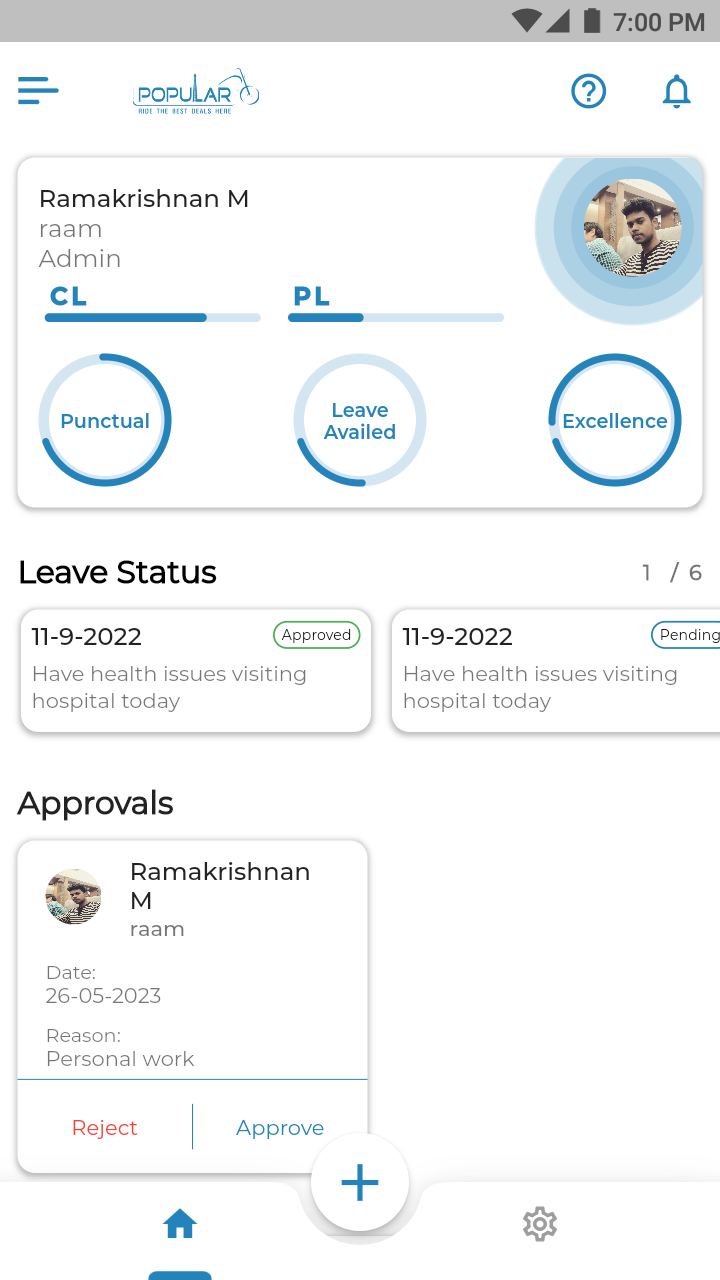 7:00 PM
POPULAR
RIDE THE BEST DEALS HERE
Ramakrishnan M
raam
Admin
CL
PL
Punctual
Leave
Availed
Excellence
Leave Status
1 / 6
11-9-2022
Approved
Have health issues visiting
hospital today
11-9-2022
Pending
Have health issues visiting
hospital today
Approvals
Ramakrishnan
M
raam
Date:
26-05-2023
Reason:
Personal work
Reject
Approve